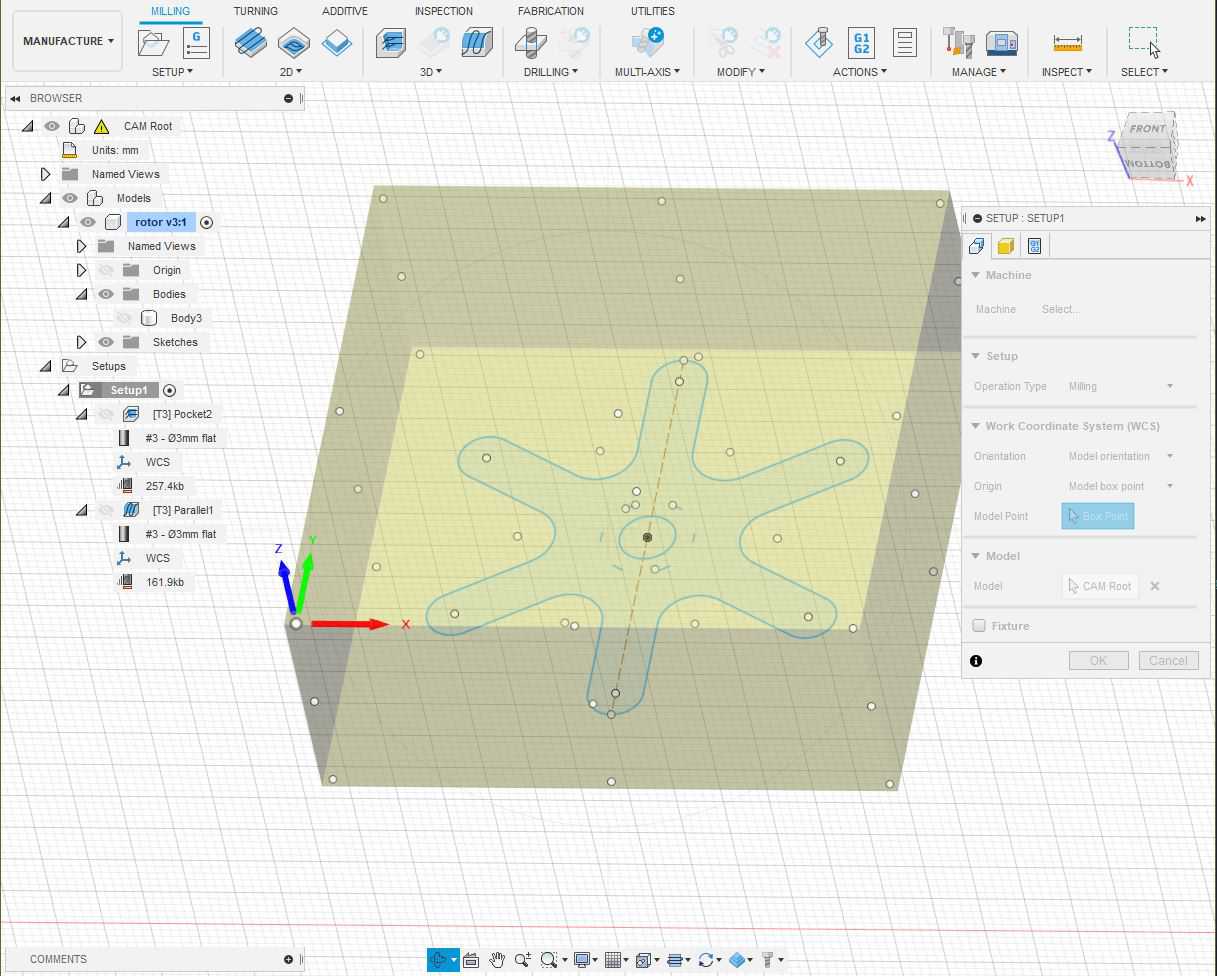 MILLING TURNING ADDITIVE INSPECTION FABRICATION UTILITIES
MANUFACTURE
G
G1
G2
SETUP 2D 3D DRILLING MULTI-AXIS MODIFY ACTIONS MANAGE INSPECT SELECT
BROWSER
CAM Root
Units: mm
Named Views
Models
rotor v3:1
Named Views
Origin
Bodies
Body3
Sketches
Setups
Setup1
[T3] Pocket2
#3 - Ø3mm flat
WCS
257.4kb
[T3] Parallel1
#3 - Ø3mm flat
WCS
161.9kb
Z
Y
X
FRONT
BOTTOM
Z
X
SETUP : SETUP1
G1
G2
Machine
Machine Select...
Setup
Operation Type Milling
Work Coordinate System (WCS)
Orientation Model orientation
Origin Model box point
Model Point Box Point
Model
Model CAM Root
Fixture
OK Cancel
COMMENTS